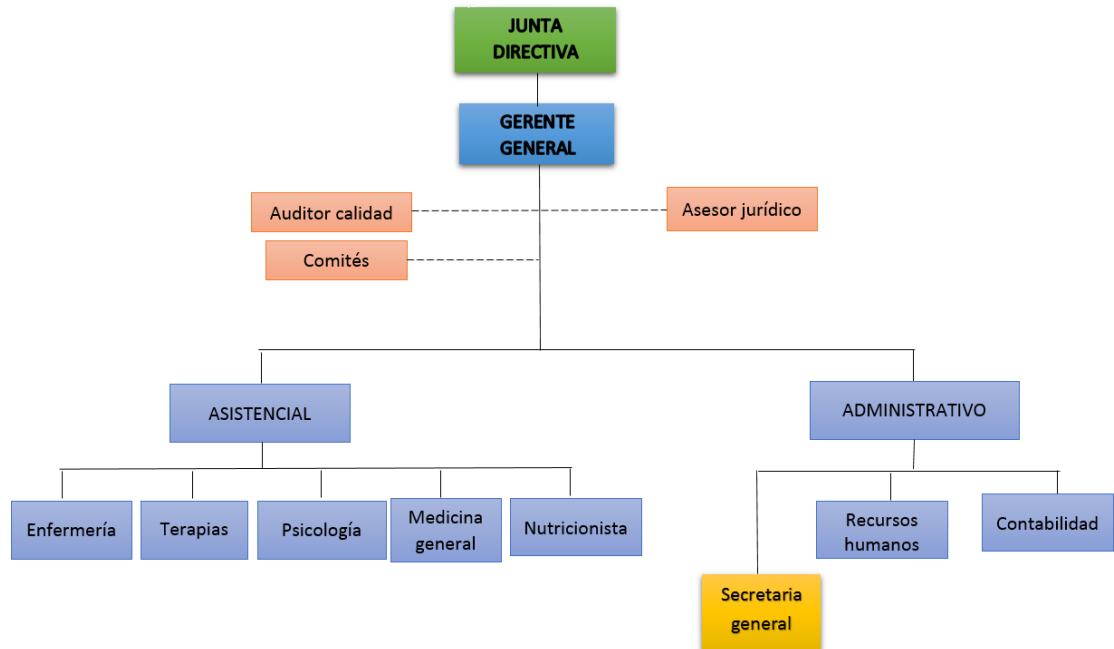 JUNTA
DIRECTIVA
GERENTE
GENERAL
Auditor calidad
Asesor jurídico
Comités
ASISTENCIAL
ADMINISTRATIVO
Enfermería
Terapias
Psicología
Medicina
general
Nutricionista
Recursos
humanos
Contabilidad
Secretaria
general